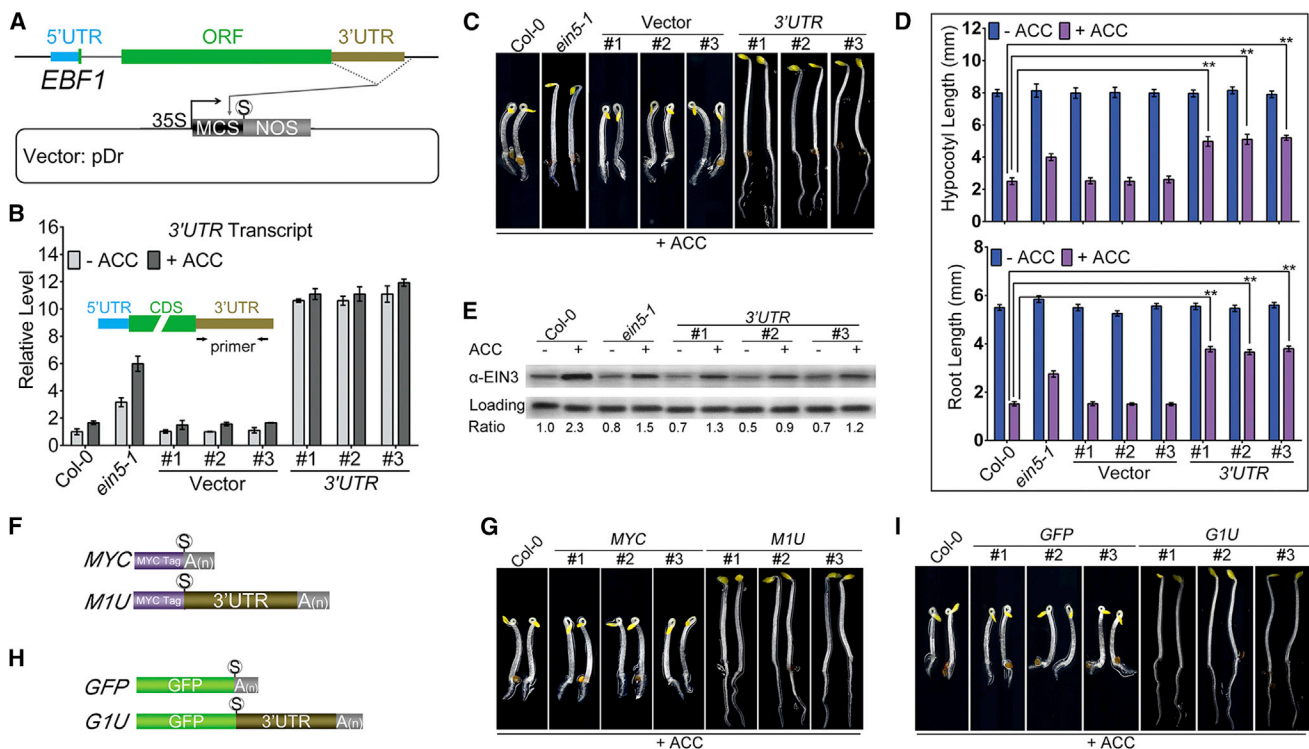 A
5'UTR ORF 3'UTR
EBF1
35S MCS S NOS
Vector: pDr
B
3'UTR Transcript
- ACC + ACC
Relative Level
16
14
12
10
8
6
4
2
0
5'UTR CDS 3'UTR
primer
Col-0 ein5-1 #1 #2 #3 #1 #2 #3
Vector 3'UTR
C
Col-0 ein5-1 Vector 3'UTR
#1 #2 #3 #1 #2 #3
+ ACC
D
- ACC + ACC
Hypocotyl Length (mm)
12
8
4
0
** ** **
- ACC + ACC
Root Length (mm)
8
6
4
2
0
** ** **
Col-0 ein5-1 #1 #2 #3 #1 #2 #3
Vector 3'UTR
E
Col-0 ein5-1 3'UTR
#1 #2 #3
ACC - + - + - + - + - +
α-EIN3
Loading
Ratio 1.0 2.3 0.8 1.5 0.7 1.3 0.5 0.9 0.7 1.2
F
S
MYC MYC Tag A(n)
S
M1U MYC Tag 3'UTR A(n)
G
Col-0 MYC M1U
#1 #2 #3 #1 #2 #3
+ ACC
H
S
GFP GFP A(n)
S
G1U GFP 3'UTR A(n)
I
Col-0 GFP G1U
#1 #2 #3 #1 #2 #3
+ ACC